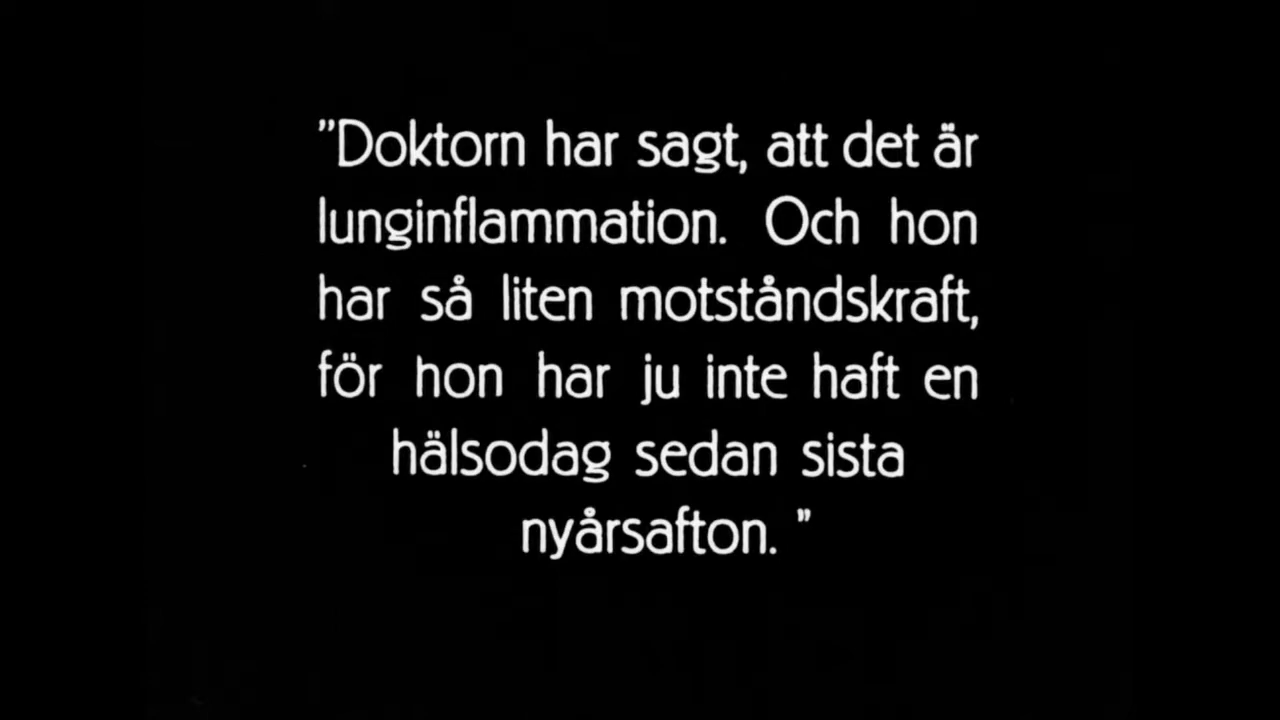 "Doktorn har sagt, att det är
lunginflammation. Och hon
har så liten motståndskraft,
för hon har ju inte haft en
hälsodag sedan sista
nyårsafton."